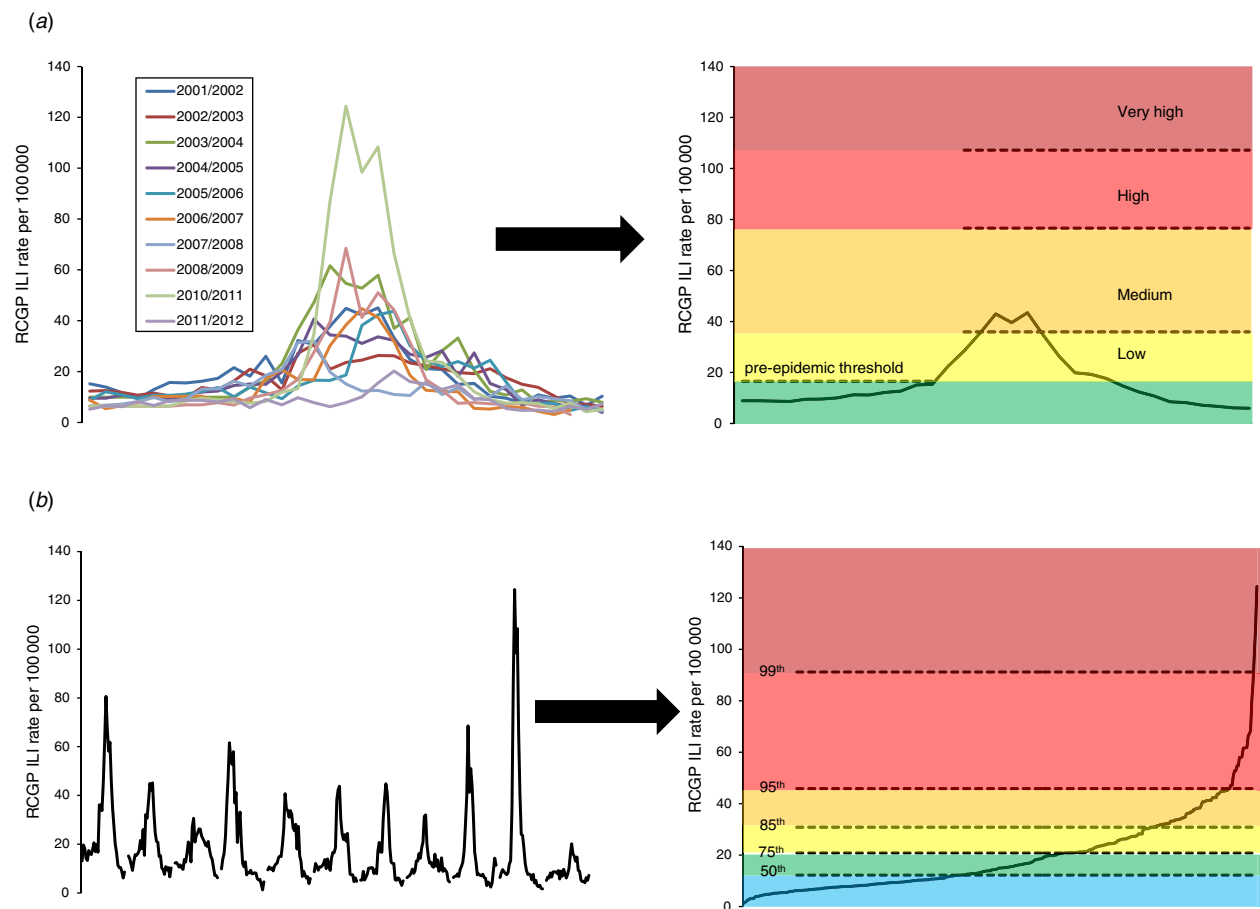 (a)
RCGP ILI rate per 100 000
140
120
100
80
60
40
20
0
2001/2002
2002/2003
2003/2004
2004/2005
2005/2006
2006/2007
2007/2008
2008/2009
2010/2011
2011/2012
RCGP ILI rate per 100 000
140
120
100
80
60
40
20
0
Very high
High
Medium
Low
pre-epidemic threshold
(b)
RCGP ILI rate per 100 000
140
120
100
80
60
40
20
0
RCGP ILI rate per 100 000
140
120
100
80
60
40
20
0
99th
95th
85th
75th
50th